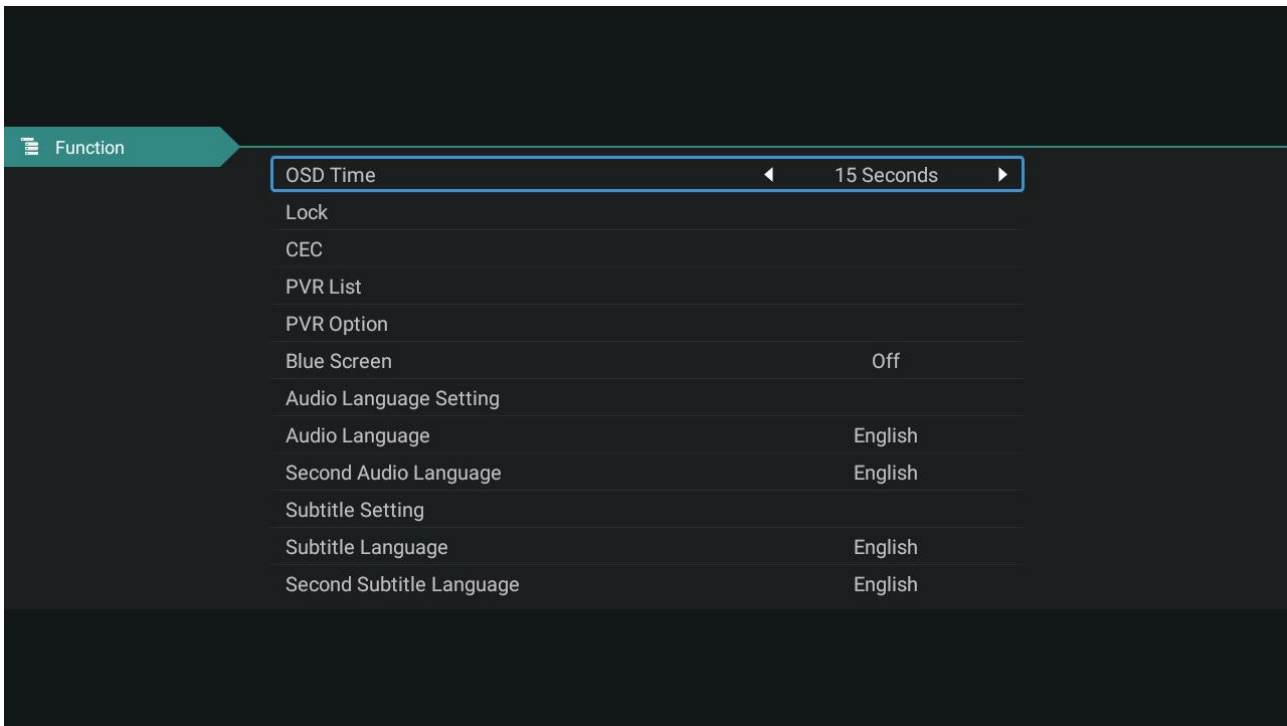 Function
OSD Time 15 Seconds
Lock
CEC
PVR List
PVR Option
Blue Screen Off
Audio Language Setting
Audio Language English
Second Audio Language English
Subtitle Setting
Subtitle Language English
Second Subtitle Language English